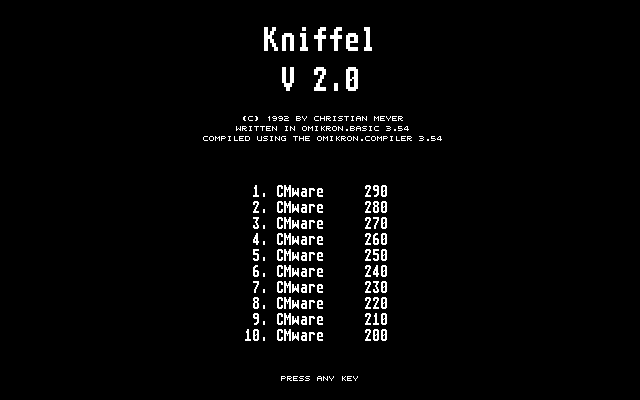 Kniffel
V 2.0
(C) 1992 BY CHRISTIAN MEYER
WRITTEN IN OMIKRON.BASIC 3.54
COMPILED USING THE OMIKRON.COMPILER 3.54
1. CMware 290
2. CMware 280
3. CMware 270
4. CMware 260
5. CMware 250
6. CMware 240
7. CMware 230
8. CMware 220
9. CMware 210
10. CMware 200
PRESS ANY KEY